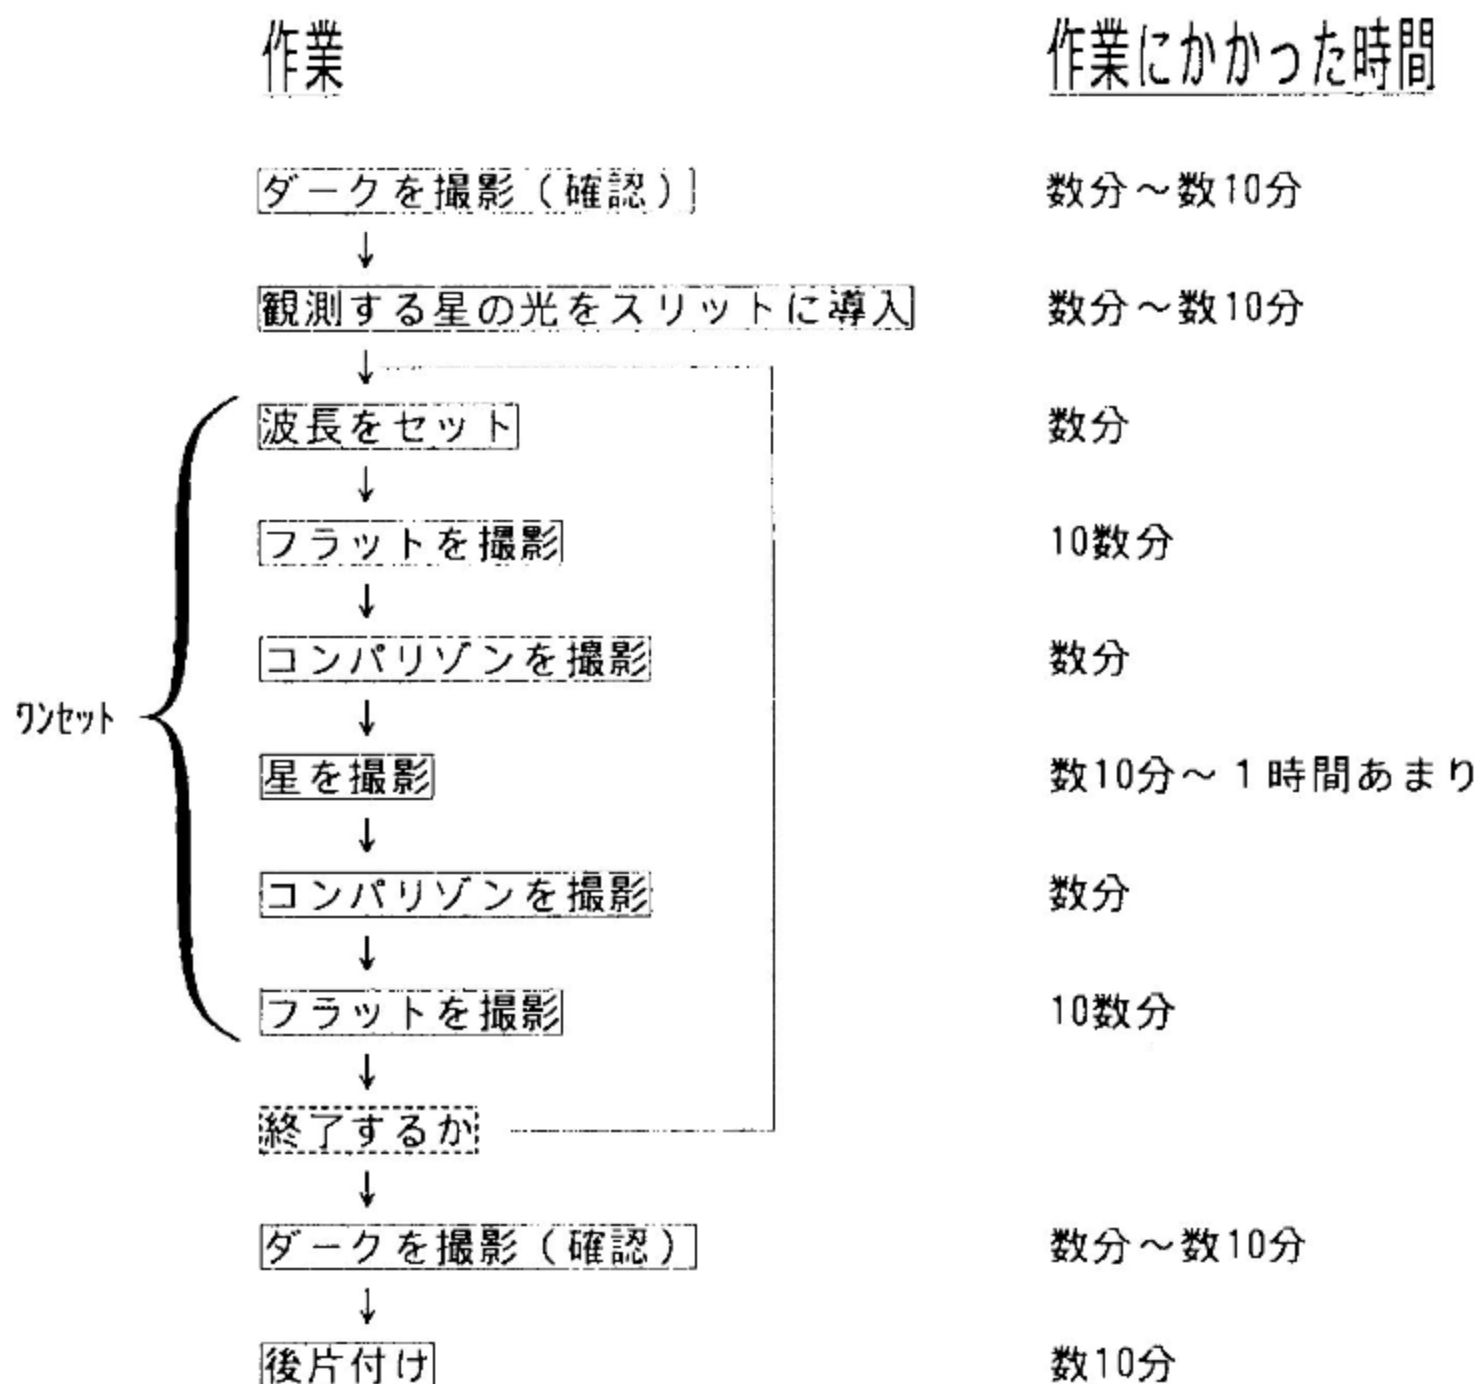 作業 作業にかかった時間
ダークを撮影（確認） 数分～数10分
↓
観測する星の光をスリットに導入 数分～数10分
↓
波長をセット 数分
↓
フラットを撮影 10数分
↓
コンパリゾンを撮影 数分
↓
ワンセット
星を撮影 数10分～１時間あまり
↓
コンパリゾンを撮影 数分
↓
フラットを撮影 10数分
↓
終了するか
↓
ダークを撮影（確認） 数分～数10分
↓
後片付け 数10分